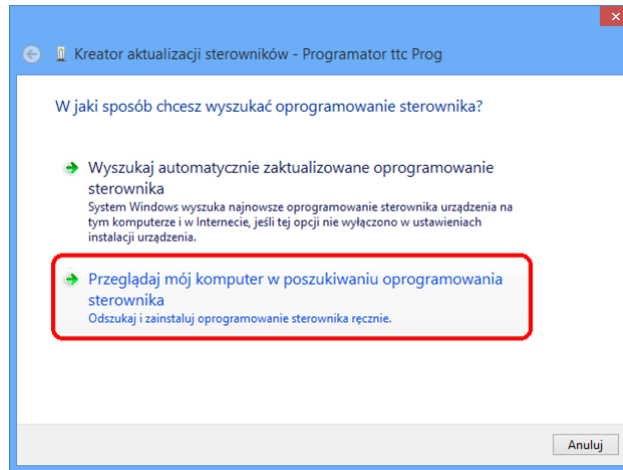 Kreator aktualizacji sterowników - Programator ttc Prog
W jaki sposób chcesz wyszukać oprogramowanie sterownika?
Wyszukaj automatycznie zaktualizowane oprogramowanie
sterownika
System Windows wyszuka najnowsze oprogramowanie sterownika urządzenia na
tym komputerze i w Internecie, jeśli tej opcji nie wyłączono w ustawieniach
instalacji urządzenia.
Przeglądaj mój komputer w poszukiwaniu oprogramowania
sterownika
Odszukaj i zainstaluj oprogramowanie sterownika ręcznie.
Anuluj